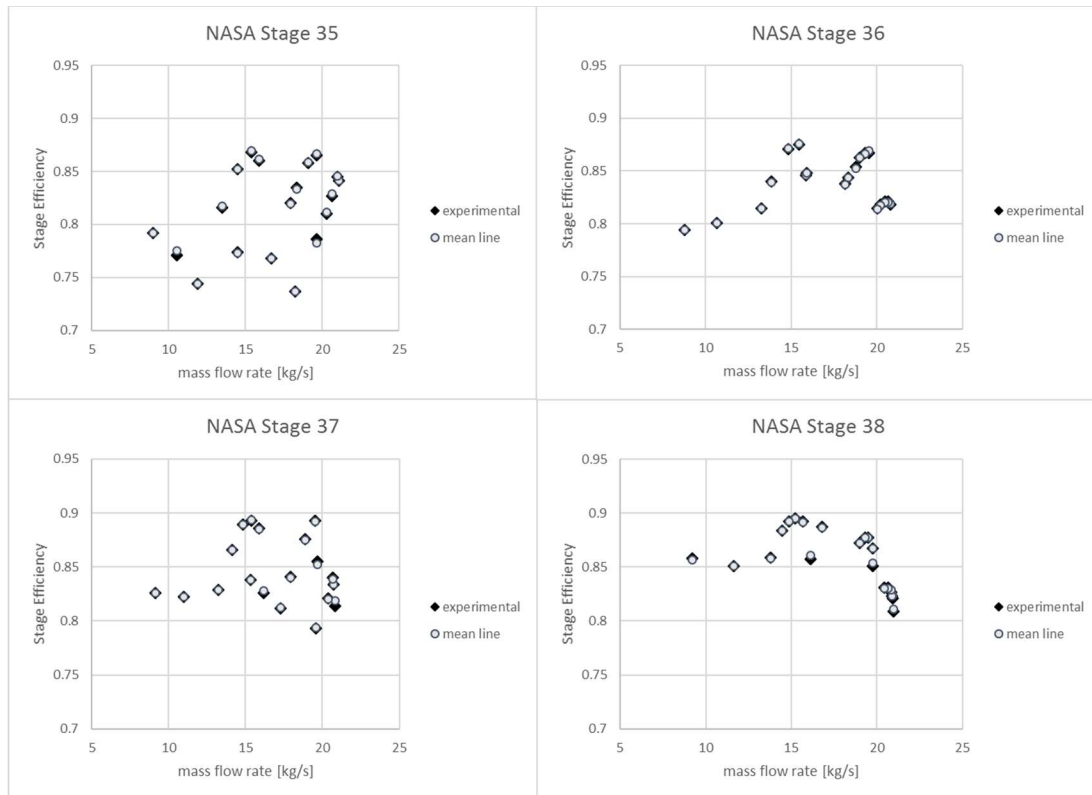 NASA Stage 35
0.95
0.9
0.85
0.8
0.75
0.7
Stage Efficiency
5 10 15 20 25
mass flow rate [kg/s]
experimental
mean line
NASA Stage 36
0.95
0.9
0.85
0.8
0.75
0.7
Stage Efficiency
5 10 15 20 25
mass flow rate [kg/s]
experimental
mean line
NASA Stage 37
0.95
0.9
0.85
0.8
0.75
0.7
Stage Efficiency
5 10 15 20 25
mass flow rate [kg/s]
experimental
mean line
NASA Stage 38
0.95
0.9
0.85
0.8
0.75
0.7
Stage Efficiency
5 10 15 20 25
mass flow rate [kg/s]
experimental
mean line